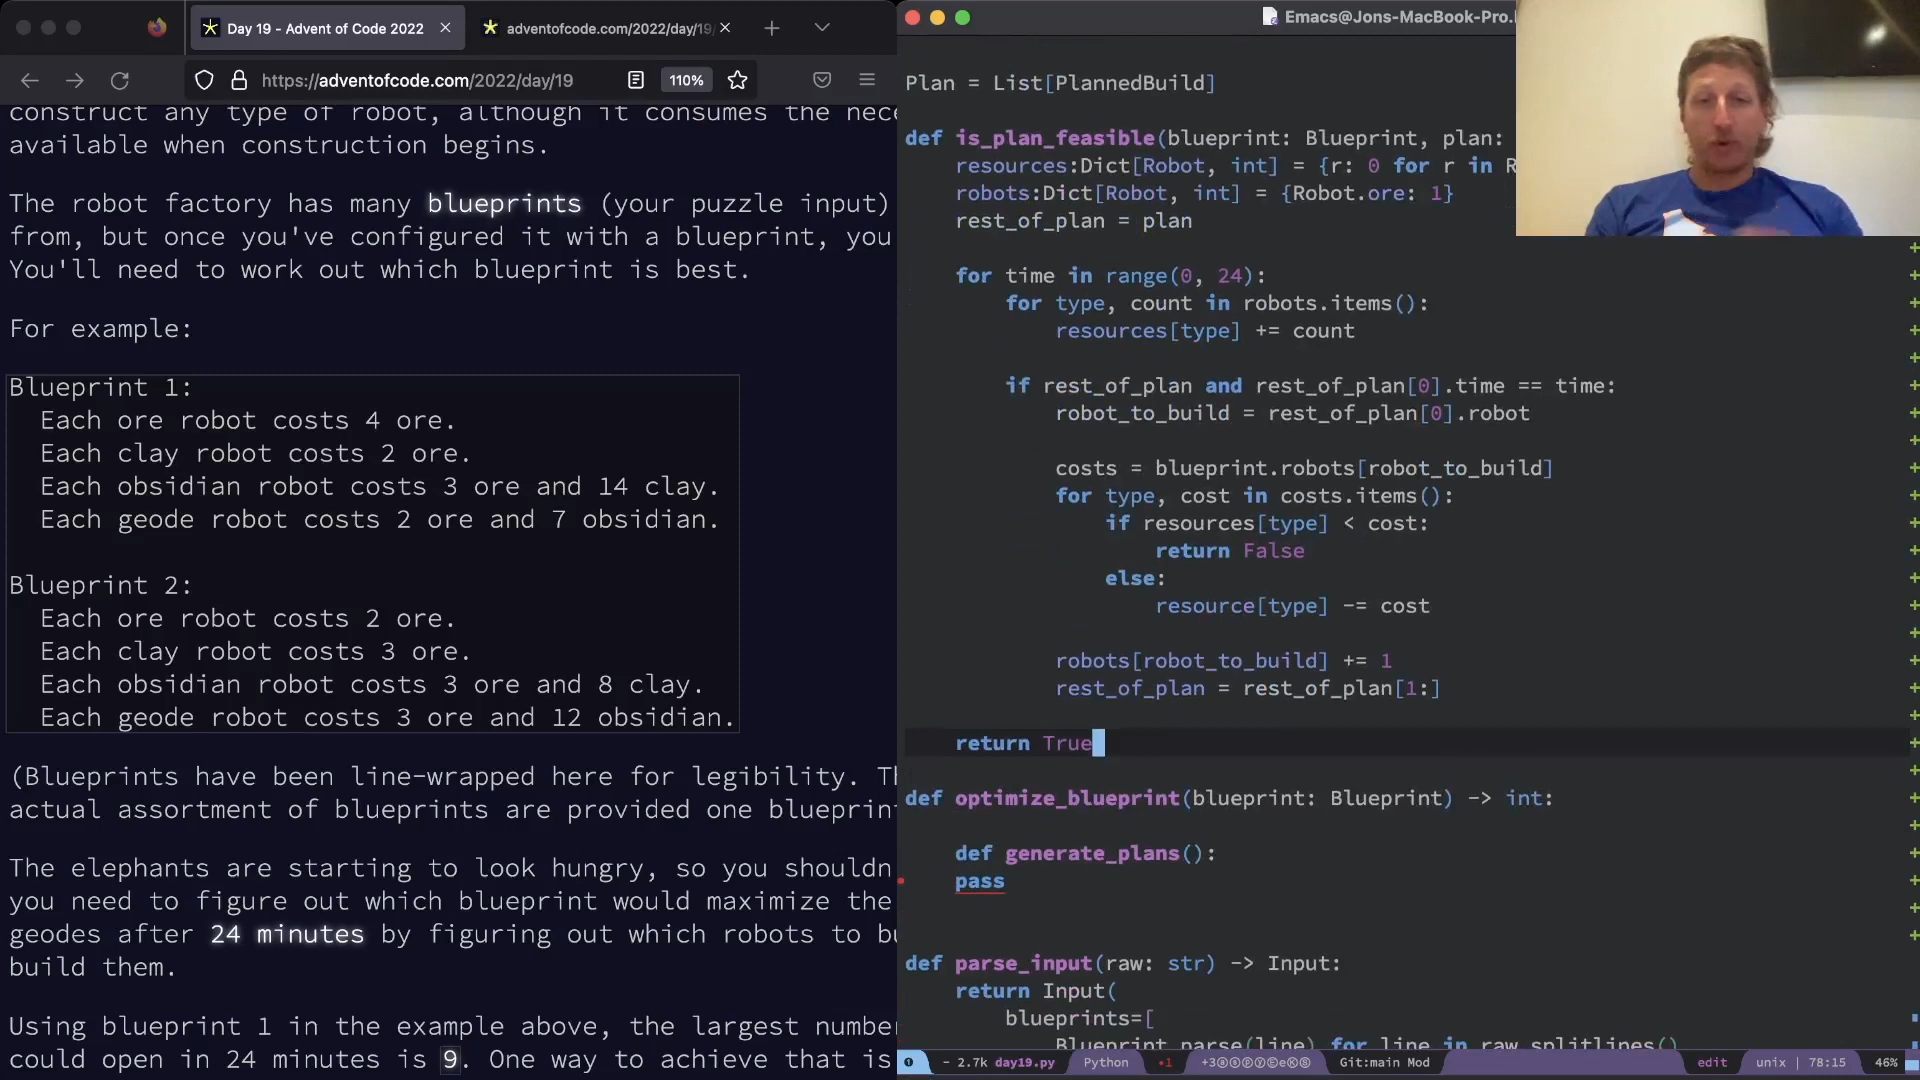 Day 19 - Advent of Code 2022
adventofcode.com/2022/day/19
https://adventofcode.com/2022/day/19
110%
construct any type of robot, although it consumes the nece
available when construction begins.
The robot factory has many blueprints (your puzzle input)
from, but once you've configured it with a blueprint, you
You'll need to work out which blueprint is best.
For example:
Blueprint 1:
Each ore robot costs 4 ore.
Each clay robot costs 2 ore.
Each obsidian robot costs 3 ore and 14 clay.
Each geode robot costs 2 ore and 7 obsidian.
Blueprint 2:
Each ore robot costs 2 ore.
Each clay robot costs 3 ore.
Each obsidian robot costs 3 ore and 8 clay.
Each geode robot costs 3 ore and 12 obsidian.
(Blueprints have been line-wrapped here for legibility. Th
actual assortment of blueprints are provided one blueprin
The elephants are starting to look hungry, so you shouldn
you need to figure out which blueprint would maximize the
geodes after 24 minutes by figuring out which robots to bu
build them.
Using blueprint 1 in the example above, the largest number
could open in 24 minutes is 9. One way to achieve that is
Emacs@Jons-MacBook-Pro.
Plan = List[PlannedBuild]
def is_plan_feasible(blueprint: Blueprint, plan:
resources:Dict[Robot, int] = {r: 0 for r in R
robots:Dict[Robot, int] = {Robot.ore: 1}
rest_of_plan = plan
for time in range(0, 24):
for type, count in robots.items():
resources[type] += count
if rest_of_plan and rest_of_plan[0].time == time:
robot_to_build = rest_of_plan[0].robot
costs = blueprint.robots[robot_to_build]
for type, cost in costs.items():
if resources[type] < cost:
return False
else:
resource[type] -= cost
robots[robot_to_build] += 1
rest_of_plan = rest_of_plan[1:]
return True
def optimize_blueprint(blueprint: Blueprint) -> int:
def generate_plans():
pass
def parse_input(raw: str) -> Input:
return Input(
blueprints=[
Blueprint.parse(line) for line in raw.splitlines()
- 2.7k day19.py Python •1 Git:main Mod edit unix | 78:15 46%